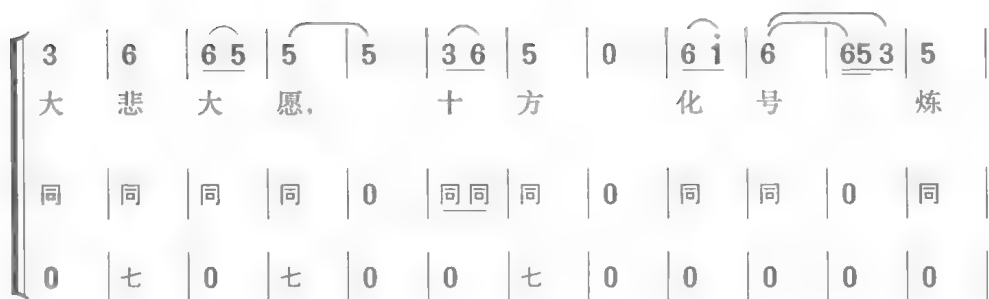 3 | 6 | 6 5 | 5 | 5 | 3 6 | 5 | 0 | 6 i | 6 | 653 | 5 |
大 悲 大 愿, 十 方 化 号 炼
同 | 同 | 同 | 同 | 0 | 同同 | 同 | 0 | 同 | 同 | 0 | 同 |
0 | 七 | 0 | 七 | 0 | 0 | 七 | 0 | 0 | 0 | 0 | 0 |